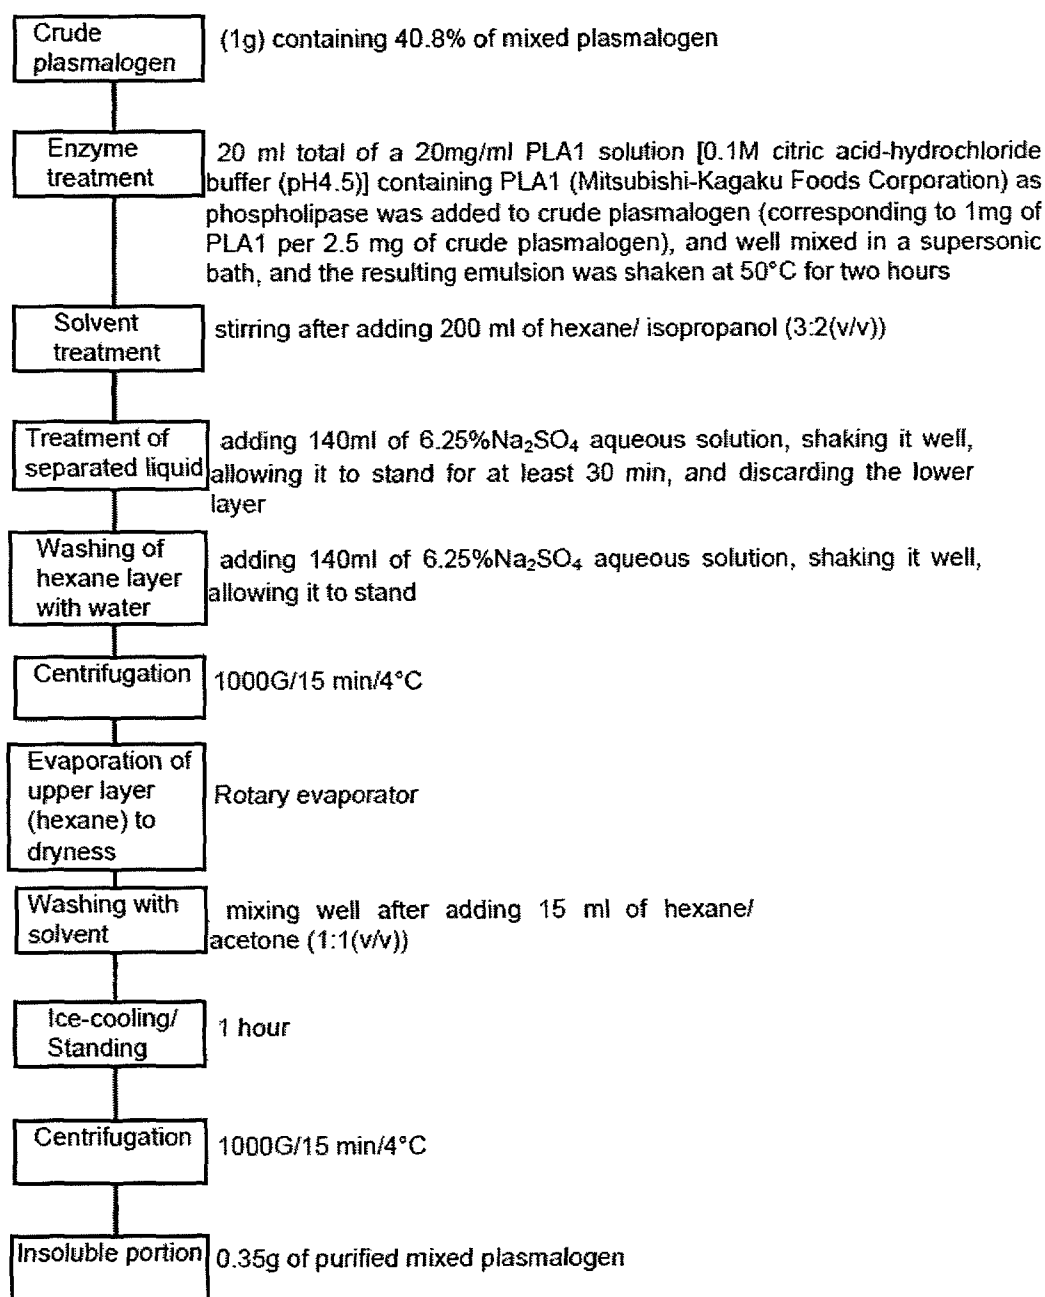 Crude
plasmalogen
(1g) containing 40.8% of mixed plasmalogen
Enzyme
treatment
20 ml total of a 20mg/ml PLA1 solution [0.1M citric acid-hydrochloride
buffer (pH4.5)] containing PLA1 (Mitsubishi-Kagaku Foods Corporation) as
phospholipase was added to crude plasmalogen (corresponding to 1mg of
PLA1 per 2.5 mg of crude plasmalogen), and well mixed in a supersonic
bath, and the resulting emulsion was shaken at 50°C for two hours
Solvent
treatment
stirring after adding 200 ml of hexane/ isopropanol (3:2(v/v))
Treatment of
separated liquid
adding 140ml of 6.25%Na₂SO₄ aqueous solution, shaking it well,
allowing it to stand for at least 30 min, and discarding the lower
layer
Washing of
hexane layer
with water
adding 140ml of 6.25%Na₂SO₄ aqueous solution, shaking it well,
allowing it to stand
Centrifugation
1000G/15 min/4°C
Evaporation of
upper layer
(hexane) to
dryness
Rotary evaporator
Washing with
solvent
mixing well after adding 15 ml of hexane/
acetone (1:1(v/v))
Ice-cooling/
Standing
1 hour
Centrifugation
1000G/15 min/4°C
Insoluble portion
0.35g of purified mixed plasmalogen